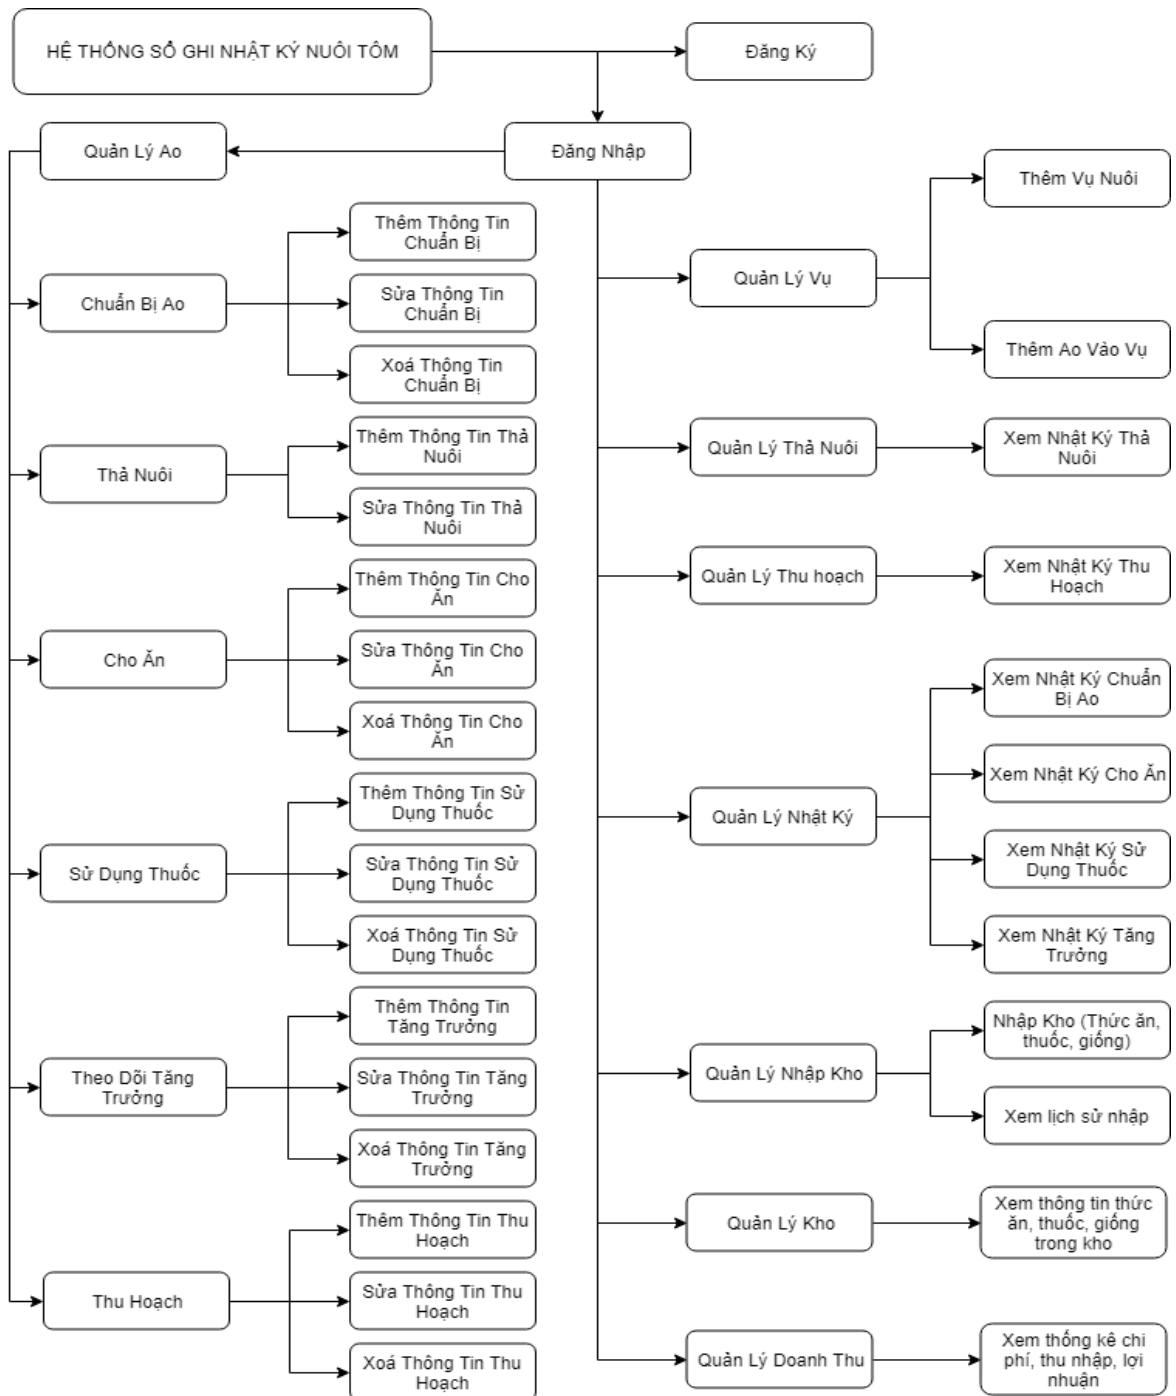 HỆ THỐNG SỔ GHI NHẬT KÝ NUÔI TÔM
Đăng Ký
Quản Lý Ao
Đăng Nhập
Chuẩn Bị Ao
Thêm Thông Tin
Chuẩn Bị
Sửa Thông Tin
Chuẩn Bị
Xoá Thông Tin
Chuẩn Bị
Thả Nuôi
Thêm Thông Tin Thả
Nuôi
Sửa Thông Tin Thả
Nuôi
Cho Ăn
Thêm Thông Tin Cho
Ăn
Sửa Thông Tin Cho
Ăn
Xoá Thông Tin Cho
Ăn
Sử Dụng Thuốc
Thêm Thông Tin Sử
Dụng Thuốc
Sửa Thông Tin Sử
Dụng Thuốc
Xoá Thông Tin Sử
Dụng Thuốc
Theo Dõi Tăng
Trưởng
Thêm Thông Tin
Tăng Trưởng
Sửa Thông Tin Tăng
Trưởng
Xoá Thông Tin Tăng
Trưởng
Thu Hoạch
Thêm Thông Tin Thu
Hoạch
Sửa Thông Tin Thu
Hoạch
Xoá Thông Tin Thu
Hoạch
Quản Lý Vụ
Thêm Vụ Nuôi
Thêm Ao Vào Vụ
Quản Lý Thả Nuôi
Xem Nhật Ký Thả
Nuôi
Quản Lý Thu hoạch
Xem Nhật Ký Thu
Hoạch
Quản Lý Nhật Ký
Xem Nhật Ký Chuẩn
Bị Ao
Xem Nhật Ký Cho Ăn
Xem Nhật Ký Sử
Dụng Thuốc
Xem Nhật Ký Tăng
Trưởng
Quản Lý Nhập Kho
Nhập Kho (Thức ăn,
thuốc, giống)
Xem lịch sử nhập
Quản Lý Kho
Xem thông tin thức
ăn, thuốc, giống
trong kho
Quản Lý Doanh Thu
Xem thống kê chi
phí, thu nhập, lợi
nhuận